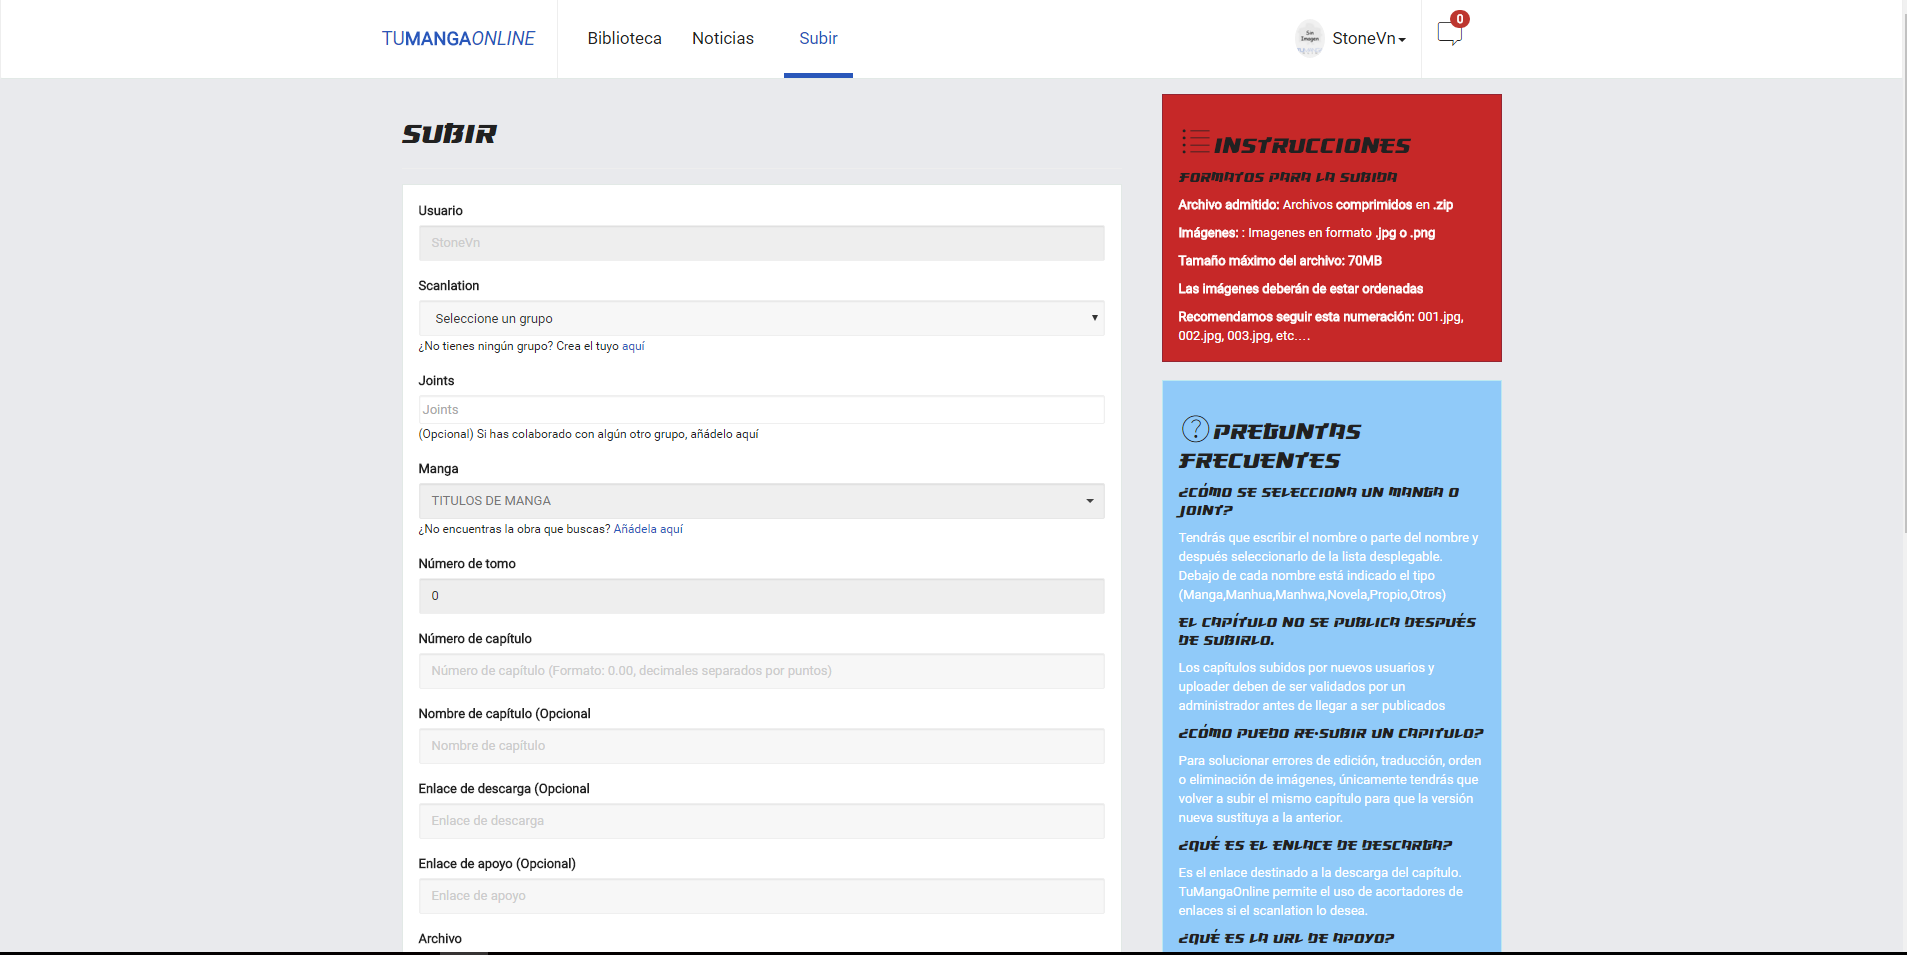 TUMANGAONLINE
Biblioteca
Noticias
Subir
Sin
Imagen
StoneVn
0
SUBIR
Usuario
StoneVn
Scanlation
Seleccione un grupo
¿No tienes ningún grupo? Crea el tuyo aquí
Joints
Joints
(Opcional) Si has colaborado con algún otro grupo, añádelo aquí
Manga
TITULOS DE MANGA
¿No encuentras la obra que buscas? Añádela aquí
Número de tomo
0
Número de capítulo
Número de capítulo (Formato: 0.00, decimales separados por puntos)
Nombre de capítulo (Opcional
Nombre de capítulo
Enlace de descarga (Opcional
Enlace de descarga
Enlace de apoyo (Opcional)
Enlace de apoyo
Archivo
INSTRUCCIONES
FORMATOS PARA LA SUBIDA
Archivo admitido: Archivos comprimidos en .zip
Imágenes: : Imagenes en formato .jpg o .png
Tamaño máximo del archivo: 70MB
Las imágenes deberán de estar ordenadas
Recomendamos seguir esta numeración: 001.jpg,
002.jpg, 003.jpg, etc....
PREGUNTAS
FRECUENTES
¿CÓMO SE SELECCIONA UN MANGA O
JOINT?
Tendrás que escribir el nombre o parte del nombre y
después seleccionarlo de la lista desplegable.
Debajo de cada nombre está indicado el tipo
(Manga,Manhua,Manhwa,Novela,Propio,Otros)
EL CAPÍTULO NO SE PUBLICA DESPUÉS
DE SUBIRLO.
Los capítulos subidos por nuevos usuarios y
uploader deben de ser validados por un
administrador antes de llegar a ser publicados
¿CÓMO PUEDO RE-SUBIR UN CAPITULO?
Para solucionar errores de edición, traducción, orden
o eliminación de imágenes, únicamente tendrás que
volver a subir el mismo capítulo para que la versión
nueva sustituya a la anterior.
¿QUÉ ES EL ENLACE DE DESCARGA?
Es el enlace destinado a la descarga del capítulo.
TuMangaOnline permite el uso de acortadores de
enlaces si el scanlation lo desea.
¿QUÉ ES LA URL DE APOYO?